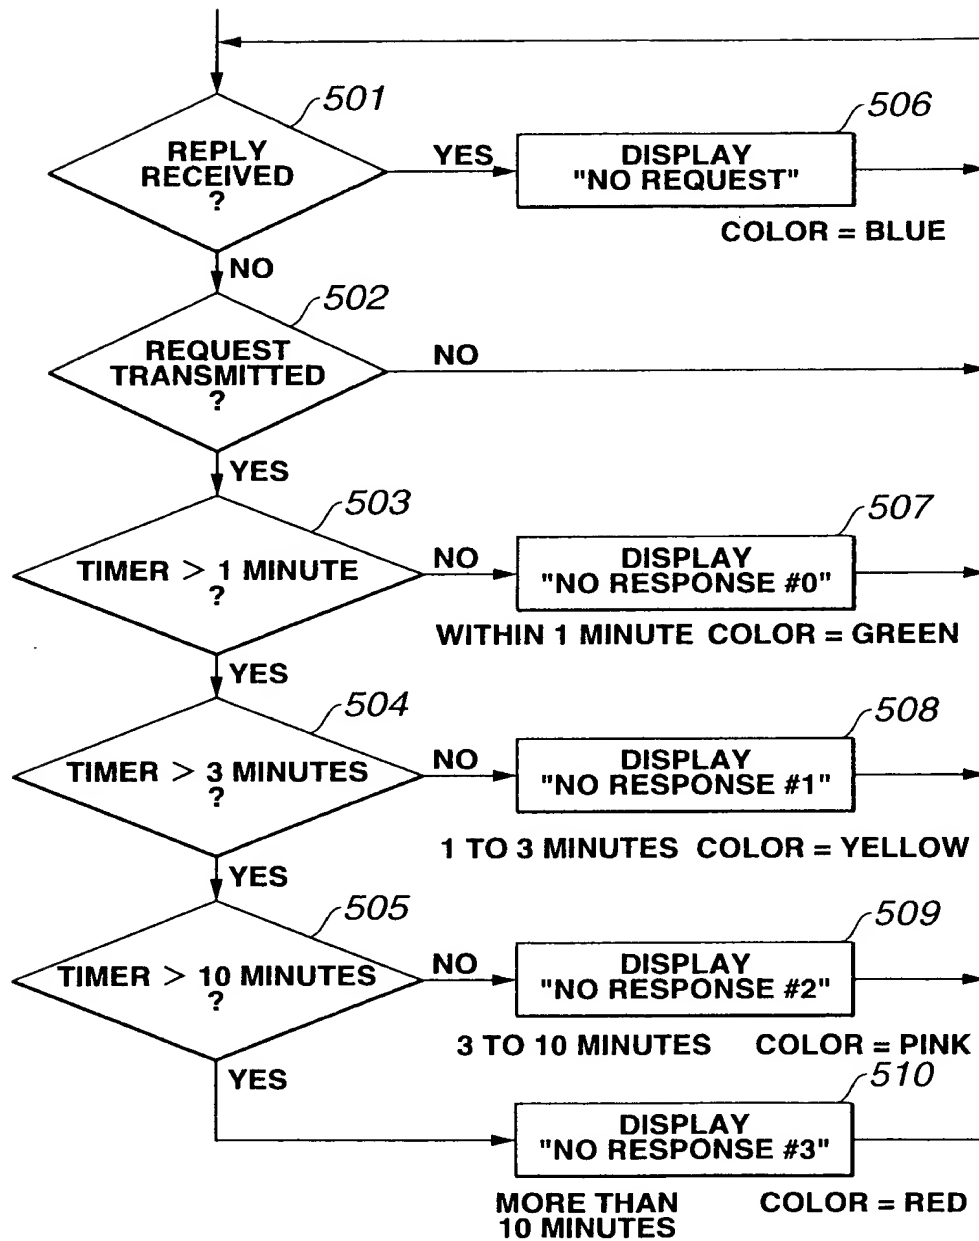 501
REPLY
RECEIVED
?
YES
506
DISPLAY
"NO REQUEST"
COLOR = BLUE
NO
502
REQUEST
TRANSMITTED
?
NO
YES
503
TIMER > 1 MINUTE
?
NO
507
DISPLAY
"NO RESPONSE #0"
WITHIN 1 MINUTE COLOR = GREEN
YES
504
TIMER > 3 MINUTES
?
NO
508
DISPLAY
"NO RESPONSE #1"
1 TO 3 MINUTES COLOR = YELLOW
YES
505
TIMER > 10 MINUTES
?
NO
509
DISPLAY
"NO RESPONSE #2"
3 TO 10 MINUTES COLOR = PINK
YES
510
DISPLAY
"NO RESPONSE #3"
MORE THAN
10 MINUTES
COLOR = RED